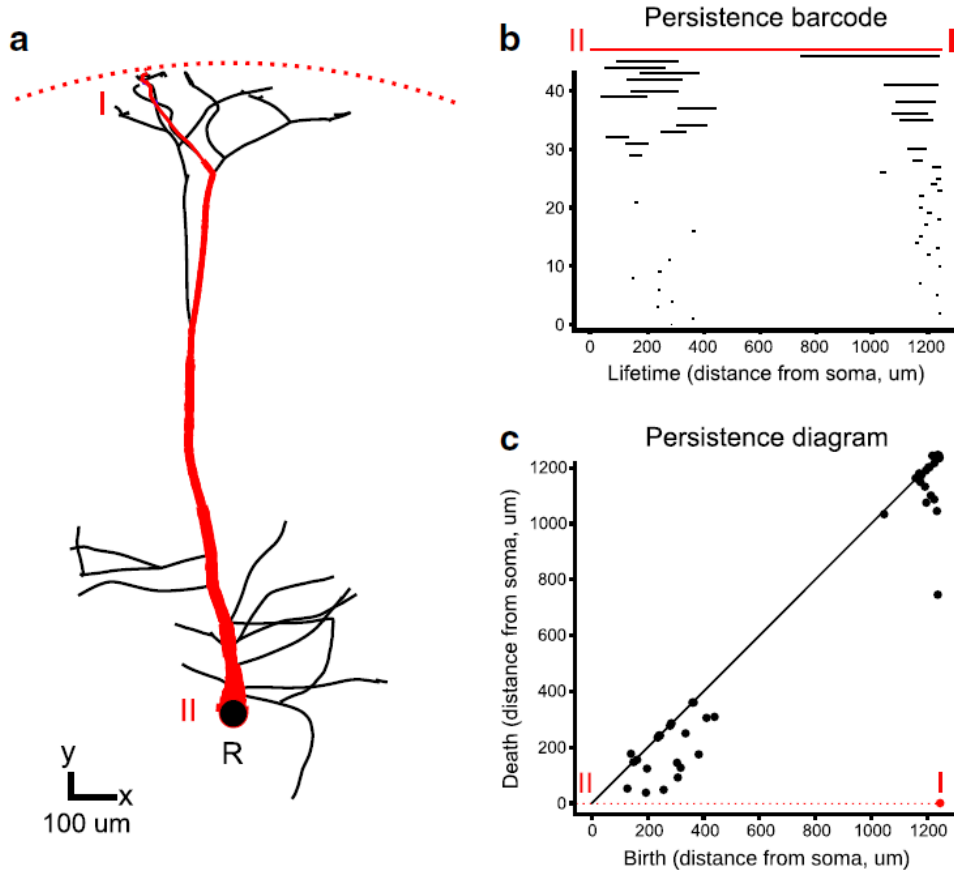 a
I
II
R
y
x
100 um
b
Persistence barcode
II
I
40
30
20
10
0
0 200 400 600 800 1000 1200
Lifetime (distance from soma, um)
c
Persistence diagram
Death (distance from soma, um)
1200
1000
800
600
400
200
0
II
I
0 200 400 600 800 1000 1200
Birth (distance from soma, um)